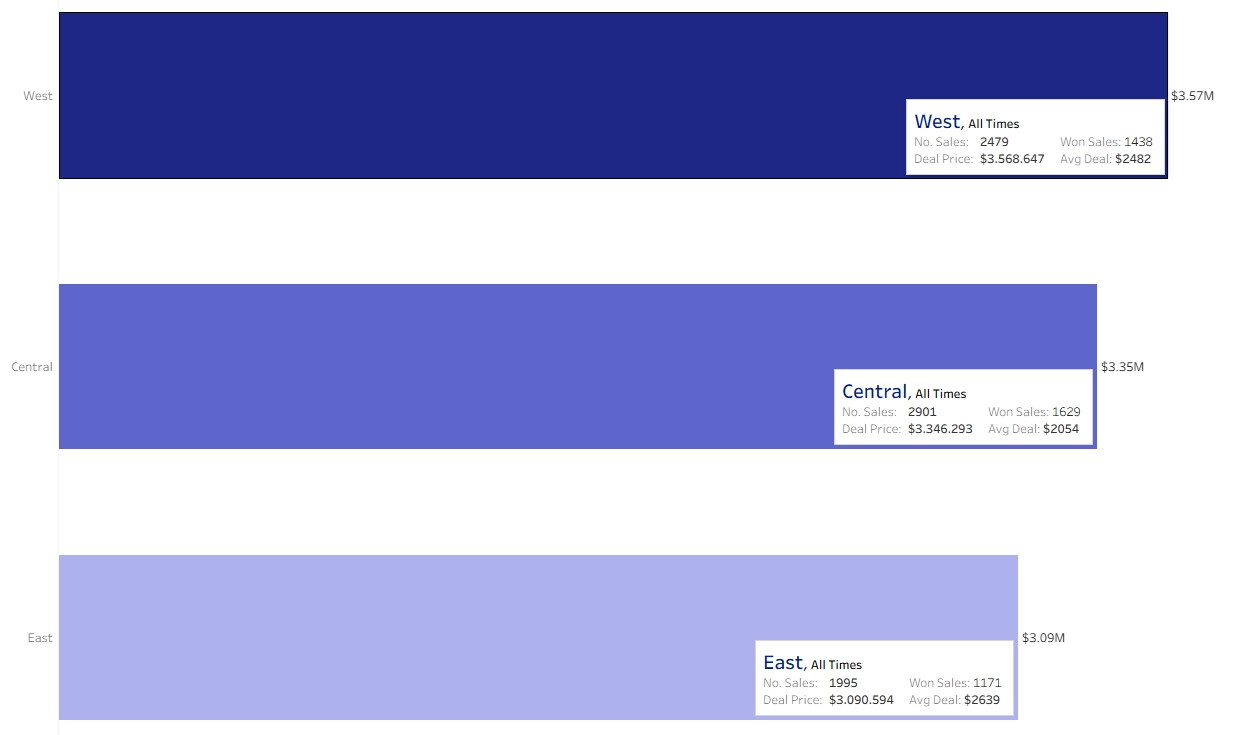 West
$3.57M
West, All Times
No. Sales: 2479 Won Sales: 1438
Deal Price: $3.568.647 Avg Deal: $2482
Central
$3.35M
Central, All Times
No. Sales: 2901 Won Sales: 1629
Deal Price: $3.346.293 Avg Deal: $2054
East
$3.09M
East, All Times
No. Sales: 1995 Won Sales: 1171
Deal Price: $3.090.594 Avg Deal: $2639